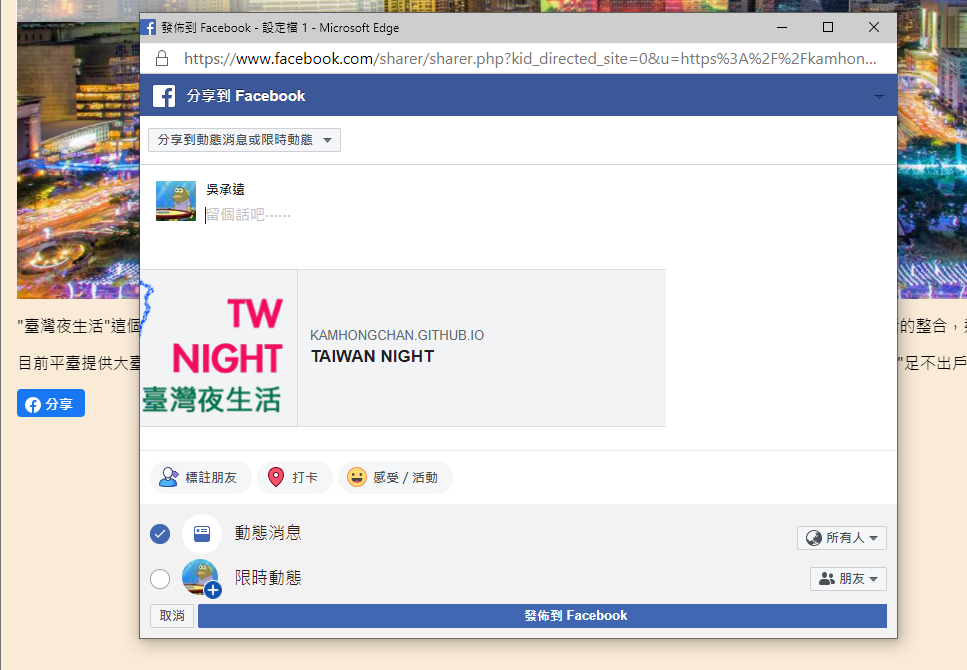 發佈到 Facebook - 設定檔 1 - Microsoft Edge
https://www.facebook.com/sharer/sharer.php?kid_directed_site=0&u=https%3A%2F%2Fkamhon...
分享到 Facebook
分享到動態消息或限時動態
吳承遠
留個話吧⋯⋯
TW
NIGHT
臺灣夜生活
KAMHONGCHAN.GITHUB.IO
TAIWAN NIGHT
"臺灣夜生活"這個
的整合，
目前平臺提供大臺
"足不出戶
分享
標註朋友
打卡
感受 / 活動
動態消息
所有人
限時動態
朋友
取消
發佈到 Facebook